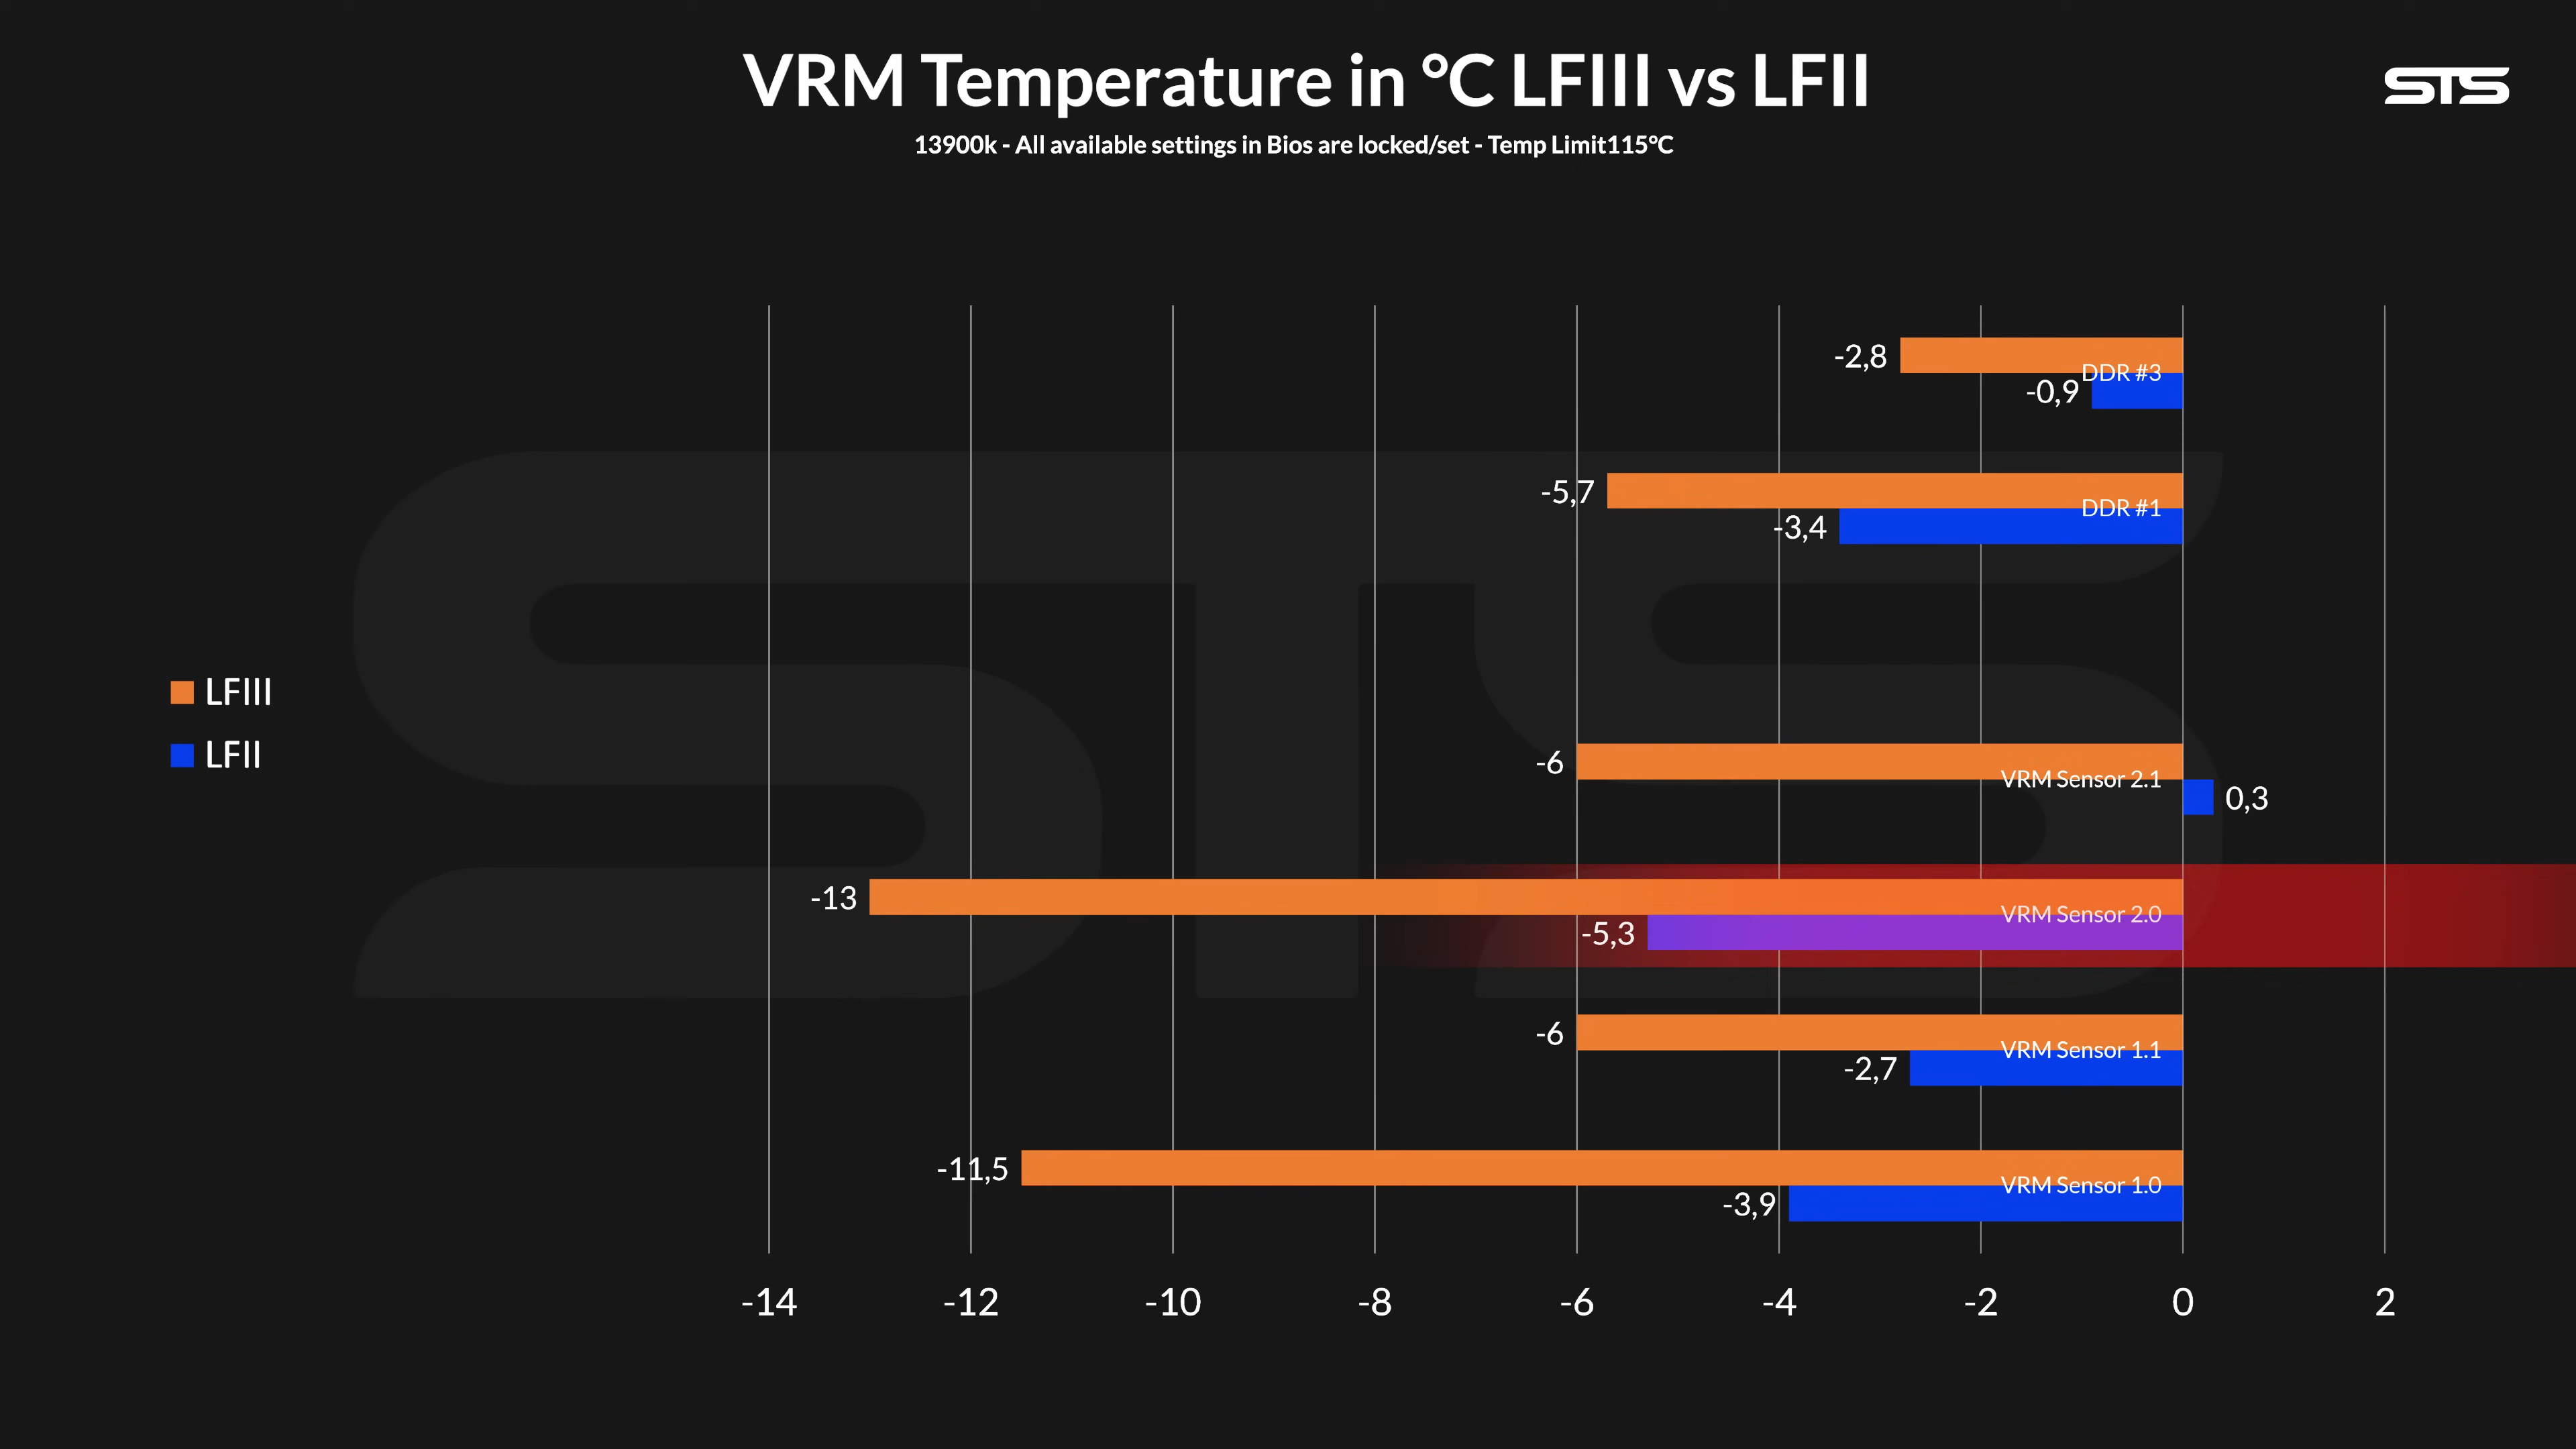 VRM Temperature in °C LFIII vs LFII
STS
13900k - All available settings in Bios are locked/set - Temp Limit115°C
-2,8
DDR #3
-0,9
-5,7
DDR #1
-3,4
LFIII
LFII
-6
VRM Sensor 2.1
0,3
-13
VRM Sensor 2.0
-5,3
-6
VRM Sensor 1.1
-2,7
-11,5
VRM Sensor 1.0
-3,9
-14 -12 -10 -8 -6 -4 -2 0 2
STS